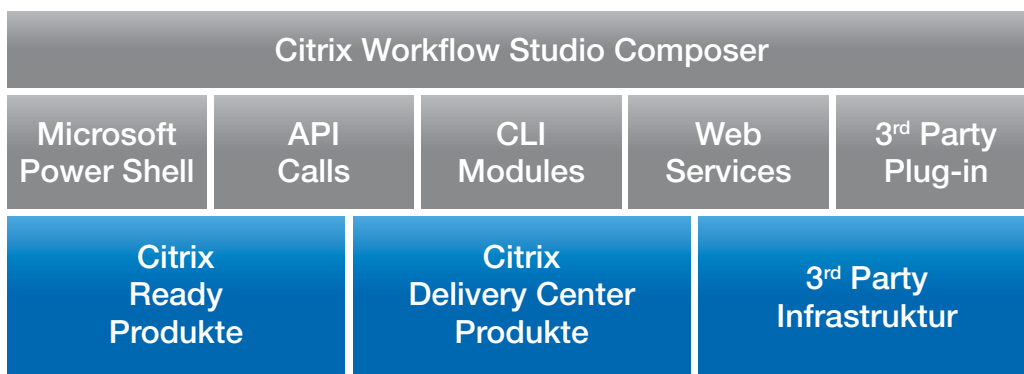 Citrix Workflow Studio Composer
Microsoft
Power Shell
API
Calls
CLI
Modules
Web
Services
3rd Party
Plug-in
Citrix
Ready
Produkte
Citrix
Delivery Center
Produkte
3rd Party
Infrastruktur